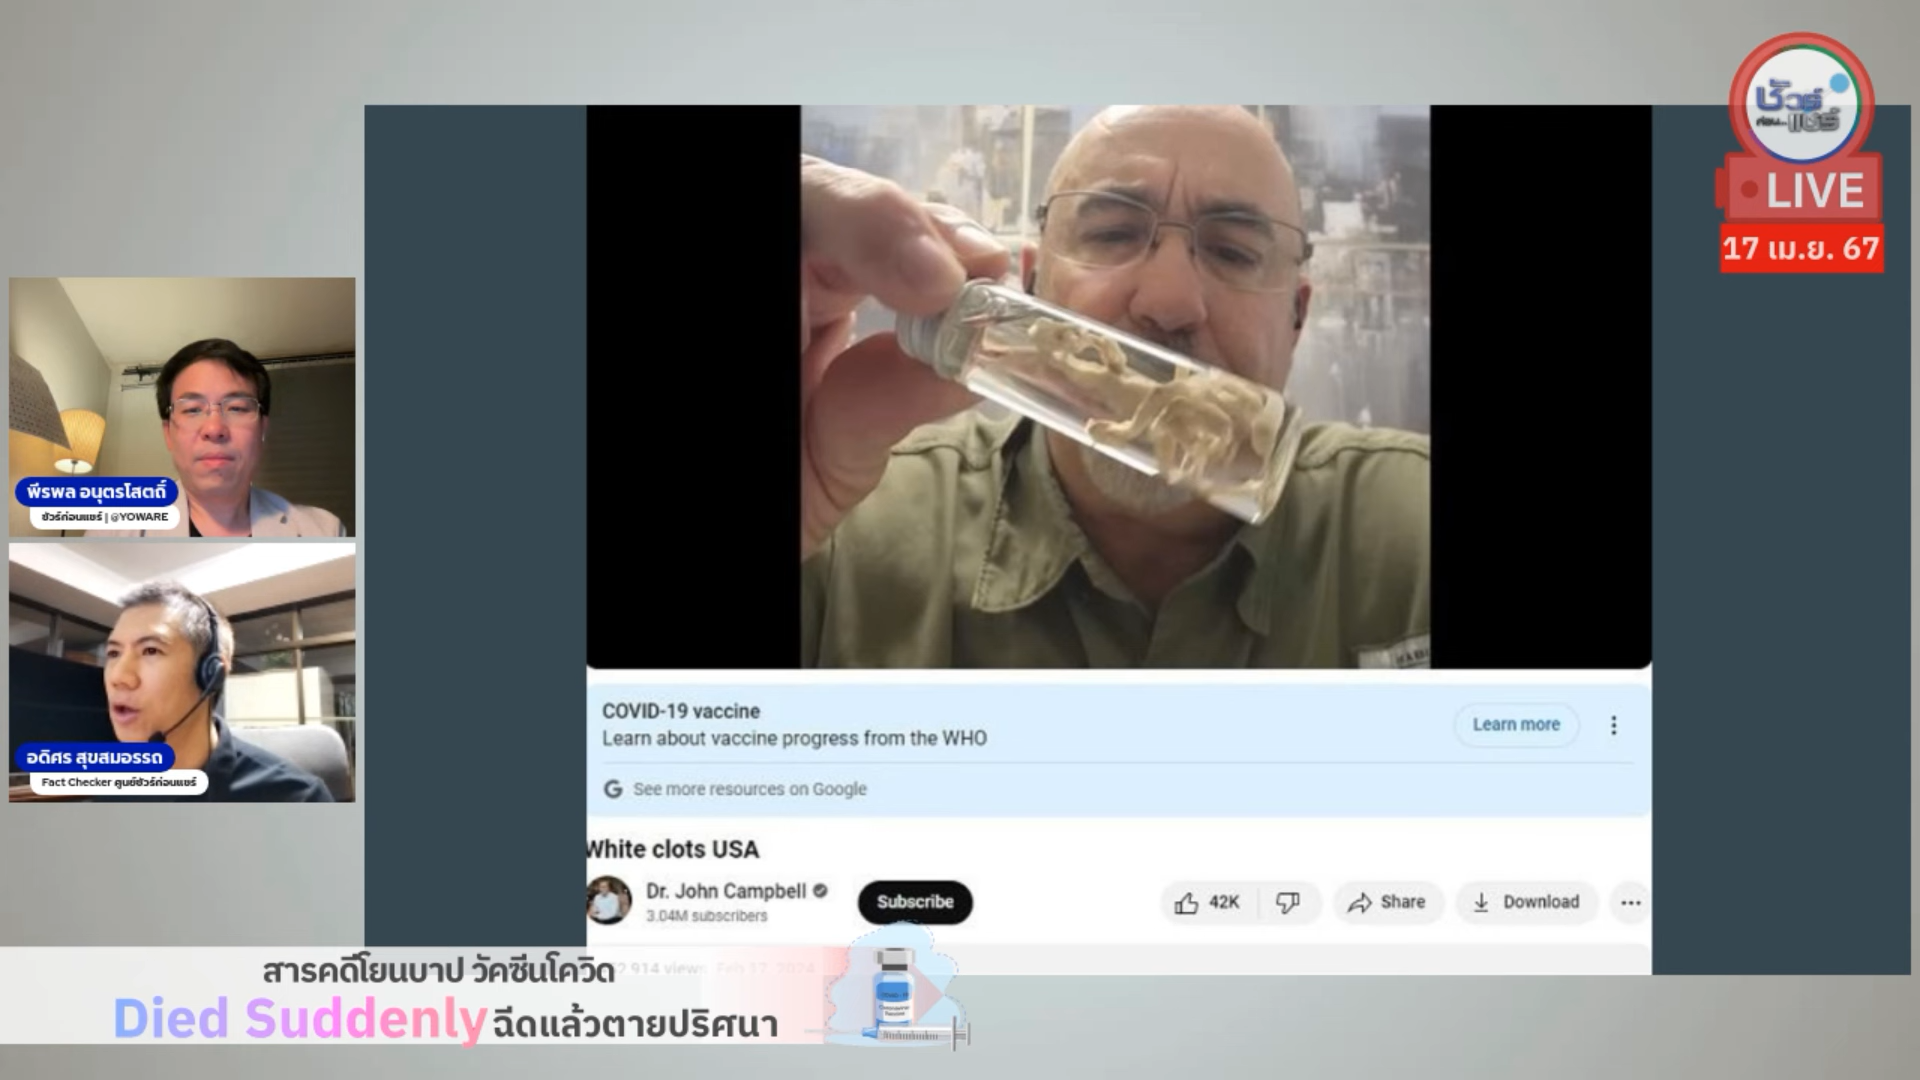 ชัวร์
ก่อน...แชร์
LIVE
17 เม.ย. 67
พีรพล อนุตรโสตถิ์
ชัวร์ก่อนแชร์ | @YOWARE
อดิศร สุขสมอรรถ
Fact Checker ศูนย์ชัวร์ก่อนแชร์
COVID-19 vaccine
Learn about vaccine progress from the WHO
Learn more
See more resources on Google
White clots USA
Dr. John Campbell
3.04M subscribers
Subscribe
42K
Share
Download
914 views Feb 17, 2024
สารคดีโยนบาป วัคซีนโควิด
Died Suddenly ฉีดแล้วตายปริศนา